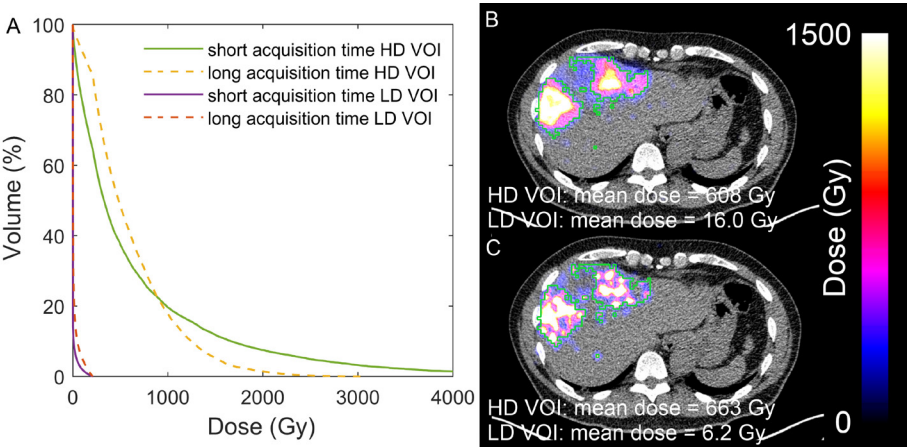 A
100
80
60
40
20
0
Volume (%)
0
1000
2000
3000
4000
Dose (Gy)
short acquisition time HD VOI
long acquisition time HD VOI
short acquisition time LD VOI
long acquisition time LD VOI
B
HD VOI: mean dose = 608 Gy
LD VOI: mean dose = 16.0 Gy
C
HD VOI: mean dose = 663 Gy
LD VOI: mean dose = 6.2 Gy
1500
Dose (Gy)
0